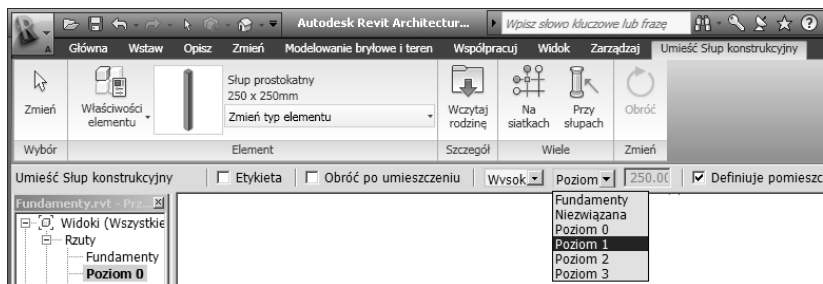 Autodesk Revit Architectur...
Wpisz słowo kluczowe lub frazę
Główna Wstaw Opisz Zmień Modelowanie bryłowe i teren Współpracuj Widok Zarządzaj Umieść Słup konstrukcyjny
Zmień
Właściwości elementu
Słup prostokatny
250 x 250mm
Zmień typ elementu
Wczytaj rodzinę
Na siatkach
Przy słupach
Obróć
Wybór Element Szczegół Wiele Zmień
Umieść Słup konstrukcyjny Etykieta Obróć po umieszczeniu Wysok Poziom 250.00 Definiuje pomieszc
Fundamenty.rvt - Prz...
Widoki (Wszystkie
Rzuty
Fundamenty
Poziom 0
Fundamenty
Niezwiązana
Poziom 0
Poziom 1
Poziom 2
Poziom 3